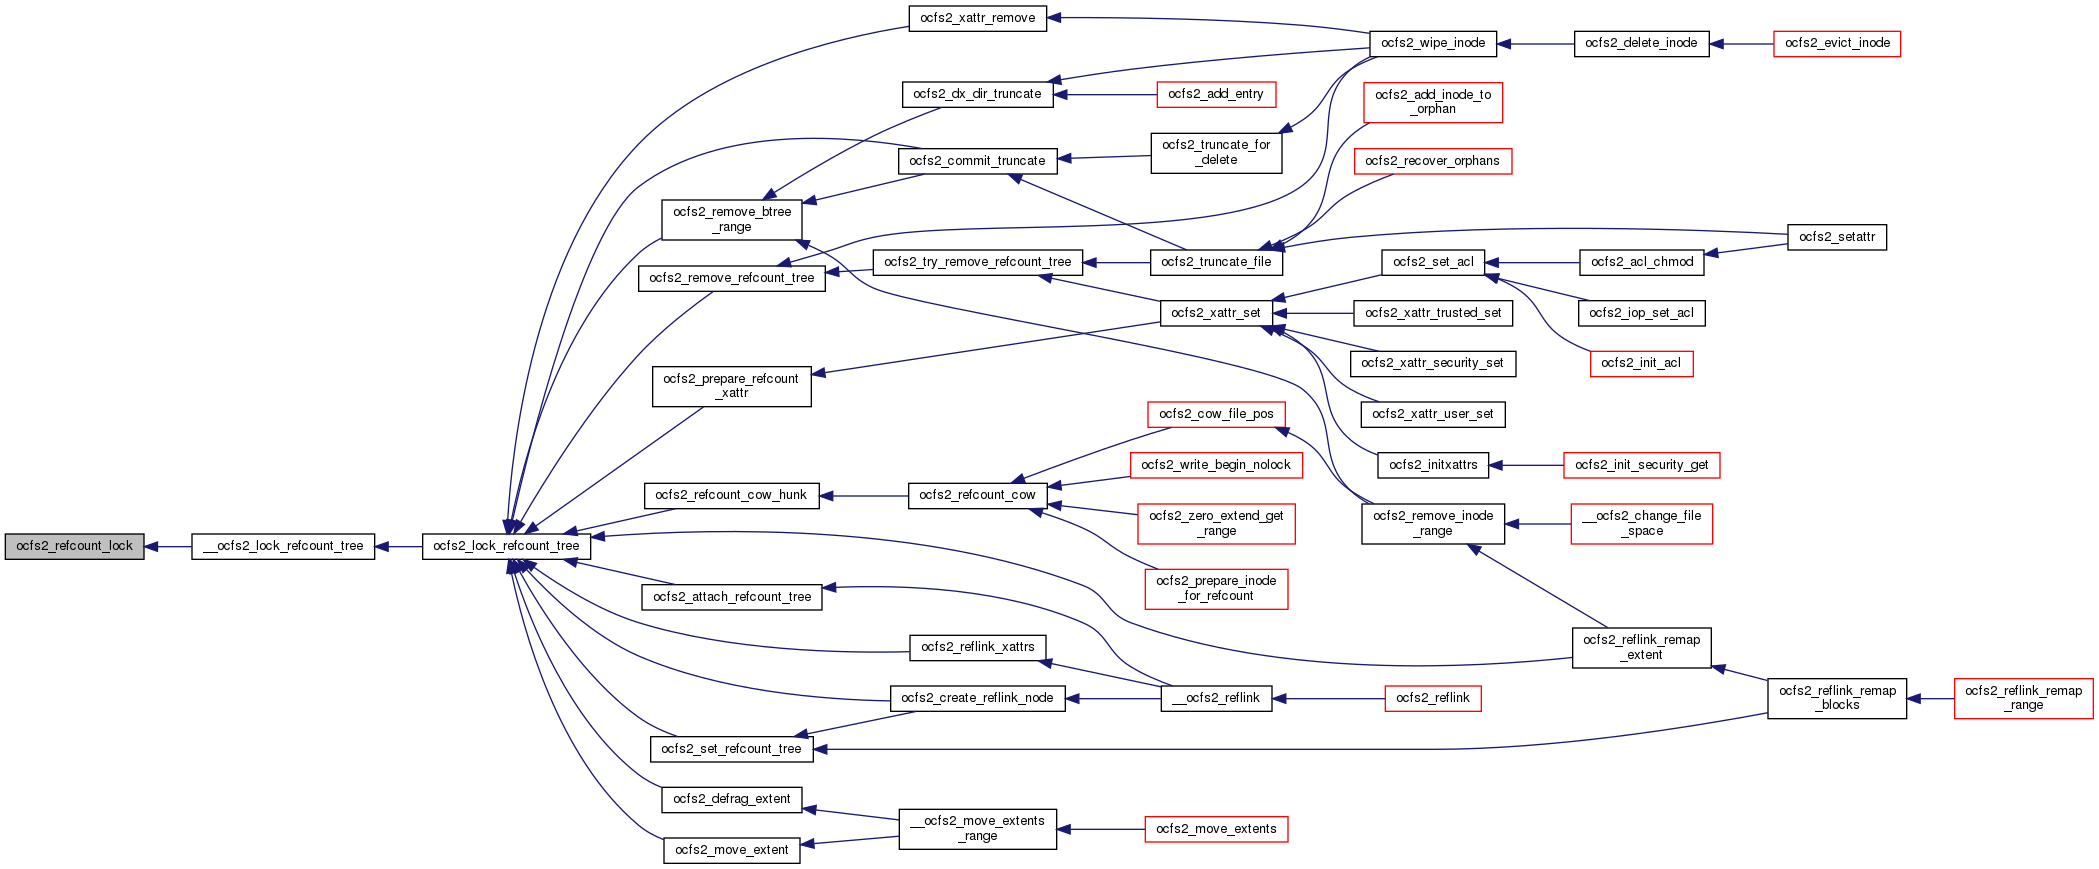 ocfs2_xattr_remove
ocfs2_wipe_inode
ocfs2_delete_inode
ocfs2_evict_inode
ocfs2_dx_dir_truncate
ocfs2_add_entry
ocfs2_add_inode_to
_orphan
ocfs2_commit_truncate
ocfs2_truncate_for
_delete
ocfs2_recover_orphans
ocfs2_remove_btree
_range
ocfs2_setattr
ocfs2_remove_refcount_tree
ocfs2_try_remove_refcount_tree
ocfs2_truncate_file
ocfs2_set_acl
ocfs2_acl_chmod
ocfs2_xattr_set
ocfs2_xattr_trusted_set
ocfs2_iop_set_acl
ocfs2_xattr_security_set
ocfs2_init_acl
ocfs2_prepare_refcount
_xattr
ocfs2_xattr_user_set
ocfs2_cow_file_pos
ocfs2_write_begin_nolock
ocfs2_initxattrs
ocfs2_init_security_get
ocfs2_refcount_cow_hunk
ocfs2_refcount_cow
ocfs2_zero_extend_get
_range
ocfs2_remove_inode
_range
__ocfs2_change_file
_space
ocfs2_refcount_lock
__ocfs2_lock_refcount_tree
ocfs2_lock_refcount_tree
ocfs2_prepare_inode
_for_refcount
ocfs2_attach_refcount_tree
ocfs2_reflink_xattrs
ocfs2_reflink_remap
_extent
ocfs2_create_reflink_node
__ocfs2_reflink
ocfs2_reflink
ocfs2_reflink_remap
_blocks
ocfs2_reflink_remap
_range
ocfs2_set_refcount_tree
ocfs2_defrag_extent
__ocfs2_move_extents
_range
ocfs2_move_extents
ocfs2_move_extent